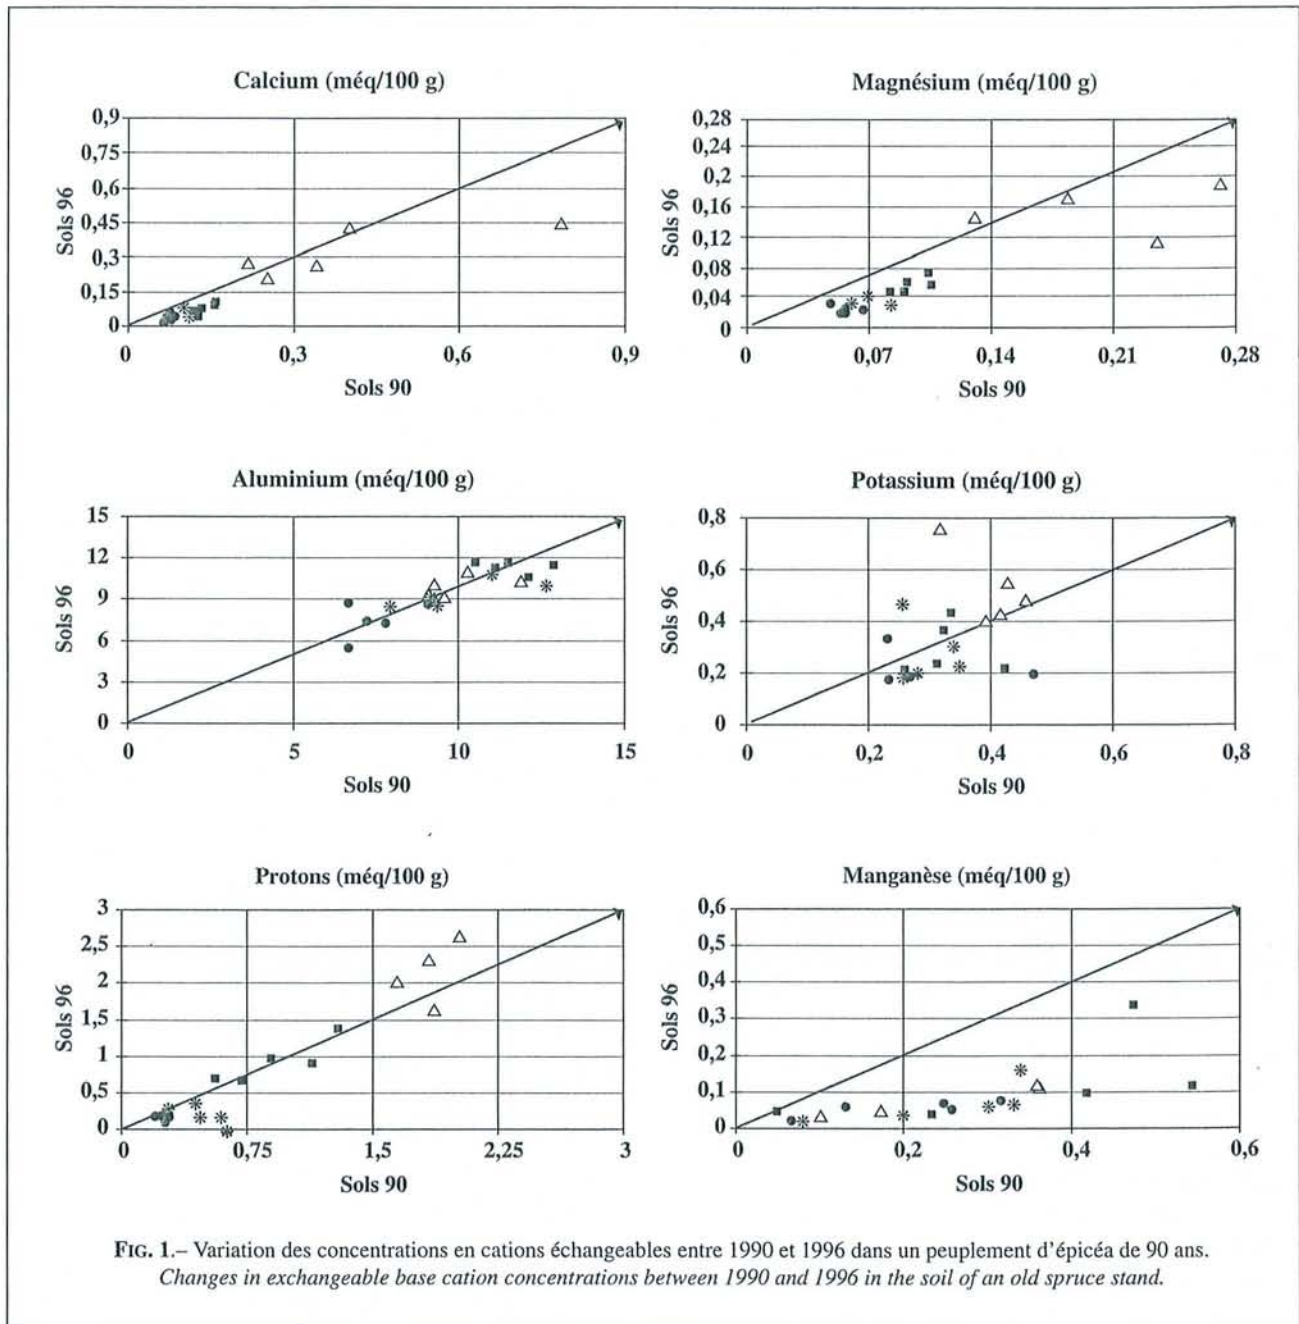 Calcium (méq/100 g)
0,9
0,75
0,6
0,45
0,3
0,15
0
Sols 96
0 0,3 0,6 0,9
Sols 90
Magnésium (méq/100 g)
0,28
0,24
0,2
0,16
0,12
0,08
0,04
0
Sols 96
0 0,07 0,14 0,21 0,28
Sols 90
Aluminium (méq/100 g)
15
12
9
6
3
0
Sols 96
0 5 10 15
Sols 90
Potassium (méq/100 g)
0,8
0,6
0,4
0,2
0
Sols 96
0 0,2 0,4 0,6 0,8
Sols 90
Protons (méq/100 g)
3
2,5
2
1,5
1
0,5
0
Sols 96
0 0,75 1,5 2,25 3
Sols 90
Manganèse (méq/100 g)
0,6
0,5
0,4
0,3
0,2
0,1
0
Sols 96
0 0,2 0,4 0,6
Sols 90
FIG. 1.– Variation des concentrations en cations échangeables entre 1990 et 1996 dans un peuplement d'épicéa de 90 ans.
Changes in exchangeable base cation concentrations between 1990 and 1996 in the soil of an old spruce stand.